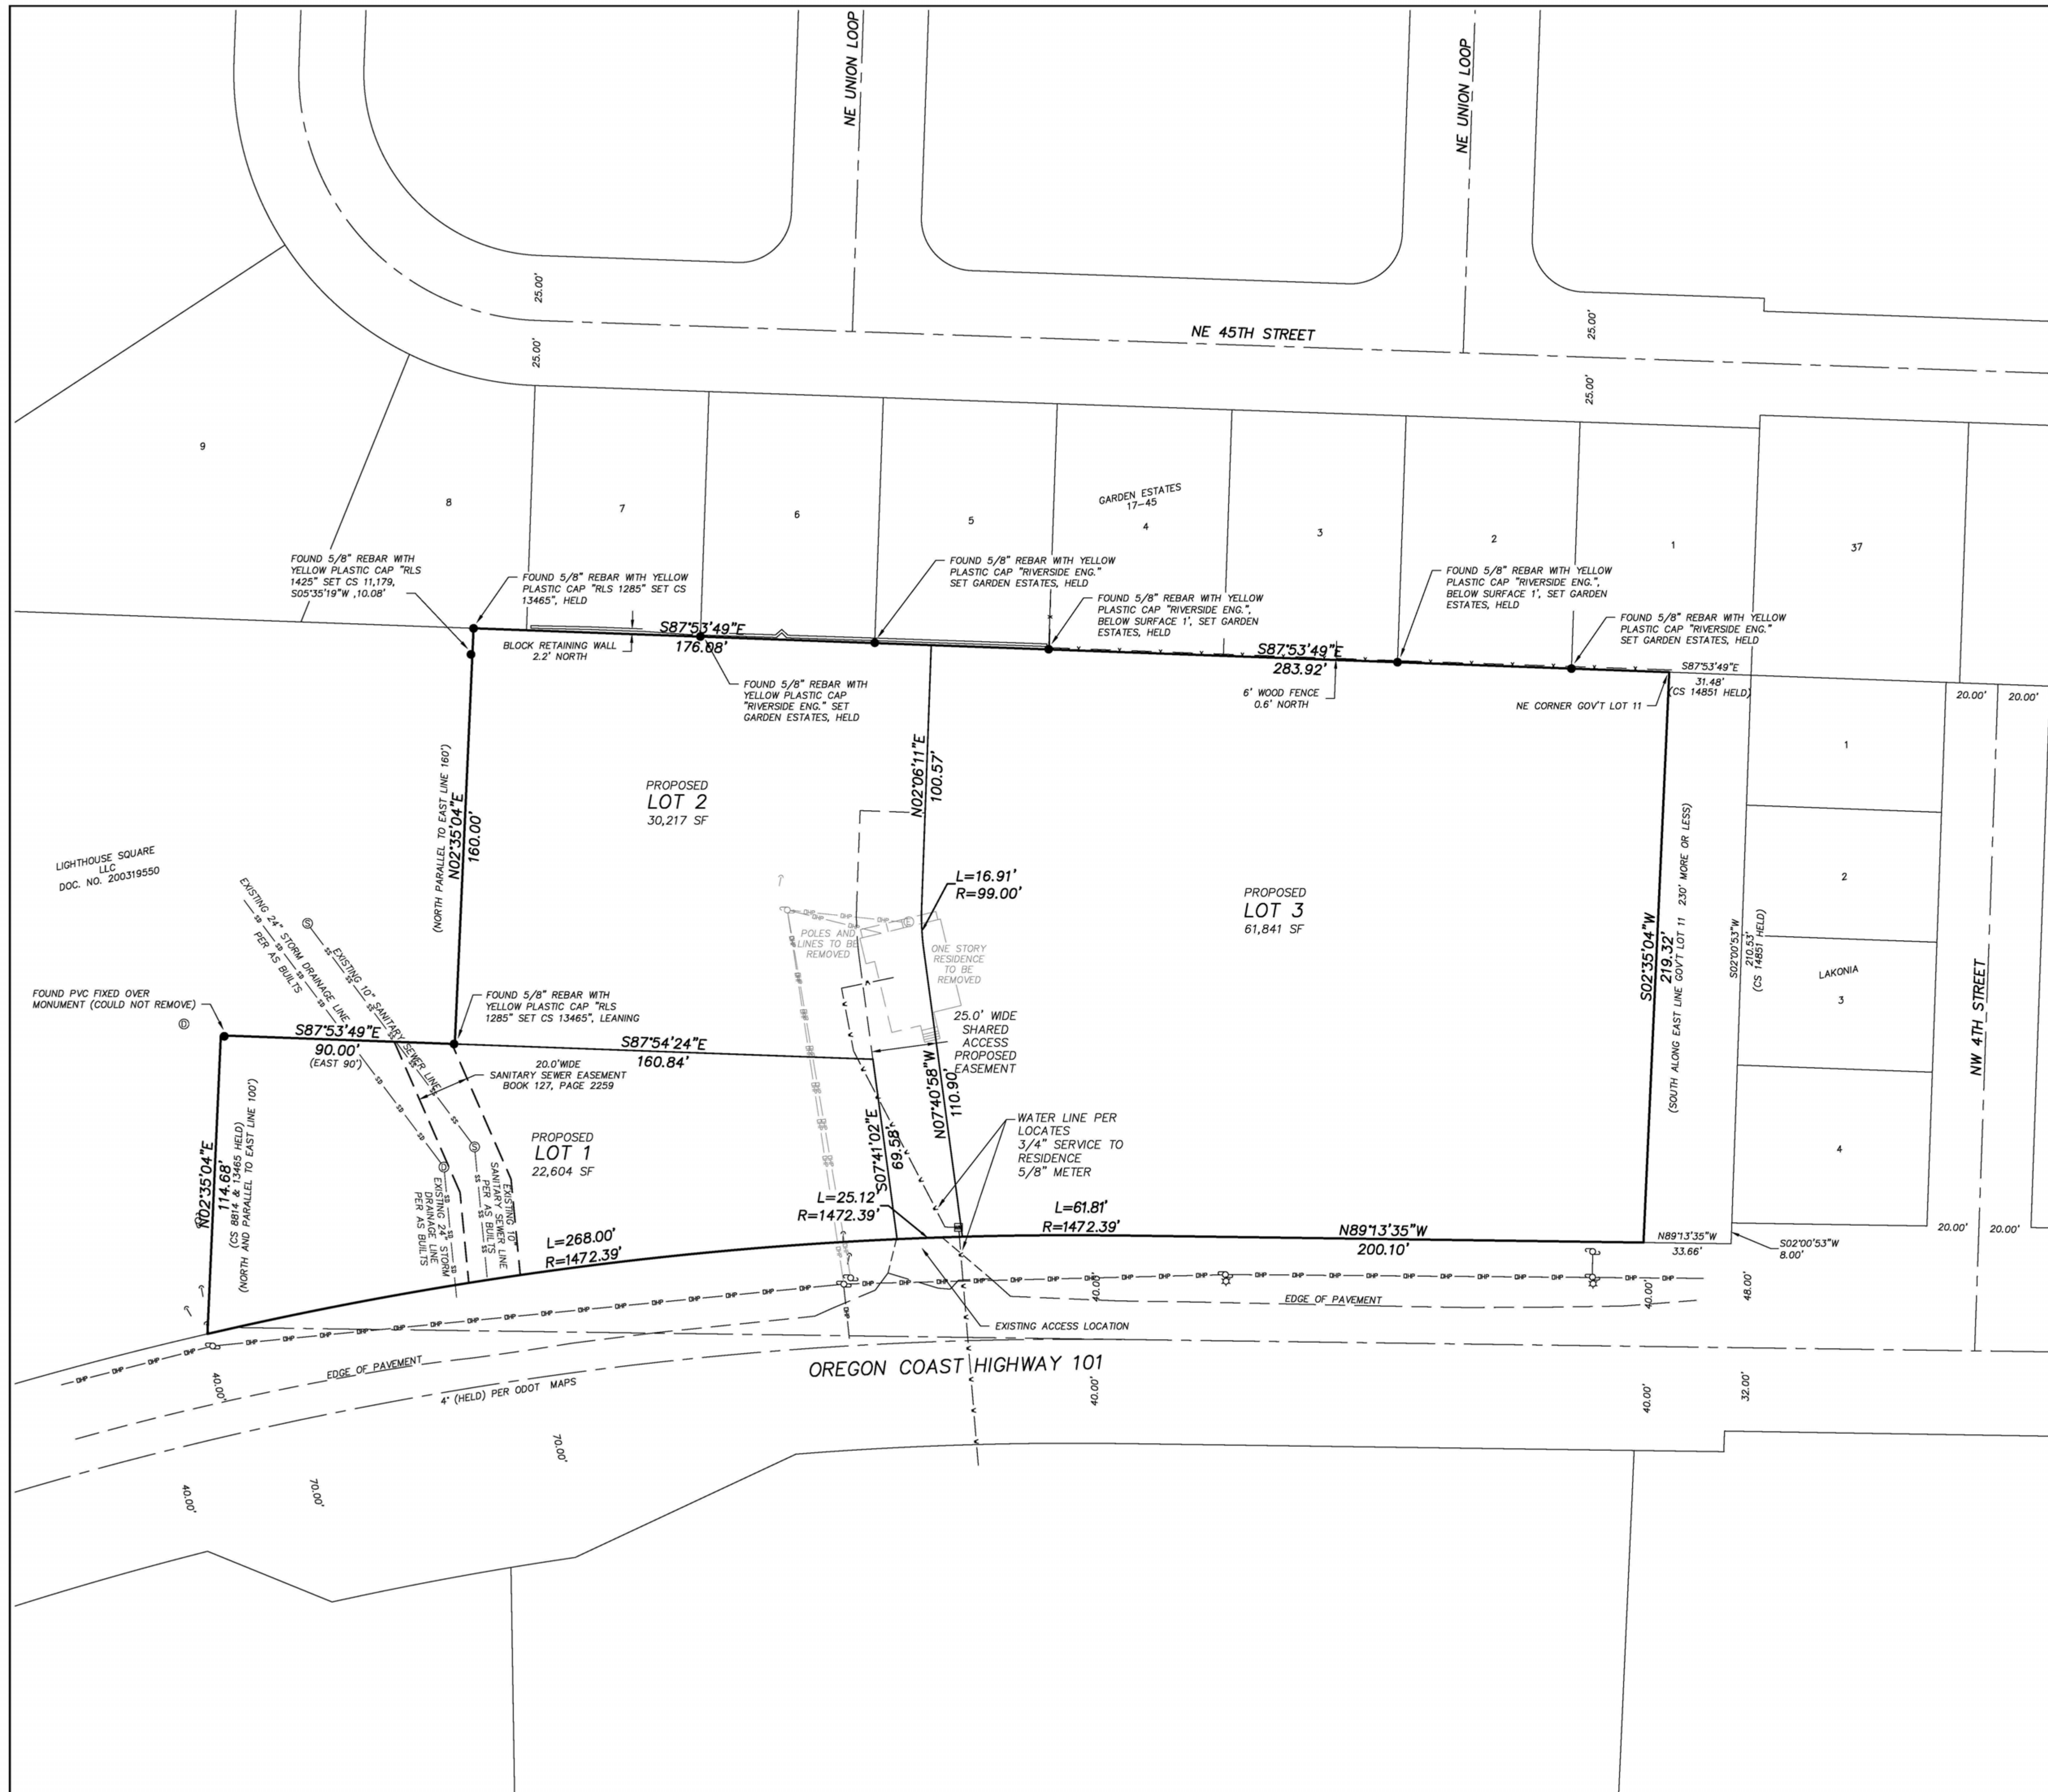 NE UNION LOOP
NE UNION LOOP
25.00'
25.00'
NE 45TH STREET
25.00'
25.00'
9
8
7
6
5
GARDEN ESTATES
17-45
4
3
2
1
37
FOUND 5/8" REBAR WITH
YELLOW PLASTIC CAP "RLS
1425" SET CS 11,179,
S05°35'19"W ,10.08'
FOUND 5/8" REBAR WITH YELLOW
PLASTIC CAP "RLS 1285" SET CS
13465", HELD
FOUND 5/8" REBAR WITH YELLOW
PLASTIC CAP "RIVERSIDE ENG."
SET GARDEN ESTATES, HELD
FOUND 5/8" REBAR WITH YELLOW
PLASTIC CAP "RIVERSIDE ENG.",
BELOW SURFACE 1', SET GARDEN
ESTATES, HELD
FOUND 5/8" REBAR WITH YELLOW
PLASTIC CAP "RIVERSIDE ENG.",
BELOW SURFACE 1', SET GARDEN
ESTATES, HELD
FOUND 5/8" REBAR WITH YELLOW
PLASTIC CAP "RIVERSIDE ENG."
SET GARDEN ESTATES, HELD
BLOCK RETAINING WALL
2.2' NORTH
S87°53'49"E
176.08'
FOUND 5/8" REBAR WITH
YELLOW PLASTIC CAP
"RIVERSIDE ENG." SET
GARDEN ESTATES, HELD
S87°53'49"E
283.92'
6' WOOD FENCE
0.6' NORTH
S87°53'49"E
31.48'
(CS 14851 HELD)
NE CORNER GOV'T LOT 11
20.00'
20.00'
(NORTH PARALLEL TO EAST LINE 160')
N02°35'04"E
160.00'
PROPOSED
LOT 2
30,217 SF
N02°06'11"E
100.57'
L=16.91'
R=99.00'
PROPOSED
LOT 3
61,841 SF
S02°35'04"W
219.32'
(SOUTH ALONG EAST LINE GOV'T LOT 11 230' MORE OR LESS)
S02°00'53"W
210.53'
(CS 14851 HELD)
1
2
LAKONIA
3
4
NW 4TH STREET
LIGHTHOUSE SQUARE
LLC
DOC. NO. 200319550
EXISTING 24" STORM DRAINAGE LINE
PER AS BUILTS
EXISTING 10" SANITARY SEWER LINE
POLES AND
LINES TO BE
REMOVED
ONE STORY
RESIDENCE
TO BE
REMOVED
FOUND PVC FIXED OVER
MONUMENT (COULD NOT REMOVE)
D
S
FOUND 5/8" REBAR WITH
YELLOW PLASTIC CAP "RLS
1285" SET CS 13465", LEANING
S87°53'49"E
90.00'
(EAST 90')
S87°54'24"E
160.84'
20.0'WIDE
SANITARY SEWER EASEMENT
BOOK 127, PAGE 2259
25.0' WIDE
SHARED
ACCESS
PROPOSED
EASEMENT
N07°40'58"W
110.90'
S07°41'02"E
69.58'
N02°35'04"E
114.68'
(CS 8814 & 13465 HELD)
(NORTH AND PARALLEL TO EAST LINE 100')
PROPOSED
LOT 1
22,604 SF
S
D
EXISTING 24" STORM
DRAINAGE LINE
PER AS BUILTS
EXISTING 10"
SANITARY SEWER LINE
PER AS BUILTS
WATER LINE PER
LOCATES
3/4" SERVICE TO
RESIDENCE
5/8" METER
L=268.00'
R=1472.39'
L=25.12'
R=1472.39'
L=61.81'
R=1472.39'
N89°13'35"W
200.10'
N89°13'35"W
33.66'
S02°00'53"W
8.00'
20.00'
20.00'
40.00'
40.00'
48.00'
EDGE OF PAVEMENT
EXISTING ACCESS LOCATION
OREGON COAST HIGHWAY 101
EDGE OF PAVEMENT
4' (HELD) PER ODOT MAPS
40.00'
40.00'
70.00'
70.00'
40.00'
40.00'
32.00'